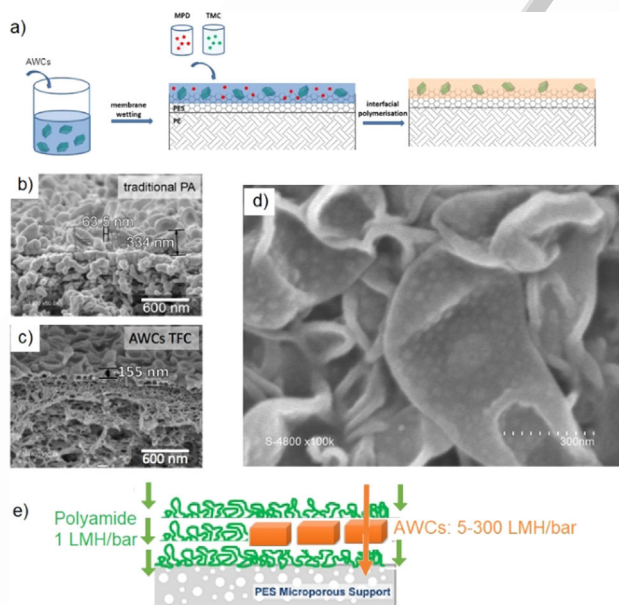 a)
MPD
TMC
AWCs
membrane
wetting
PES
PE
interfacial
polymerisation
b)
traditional PA
63.5 nm
334 nm
600 nm
c)
AWCs TFC
155 nm
600 nm
d)
S-4800 x100k
300nm
e)
Polyamide
1 LMH/bar
AWCs: 5-300 LMH/bar
PES Microporous Support